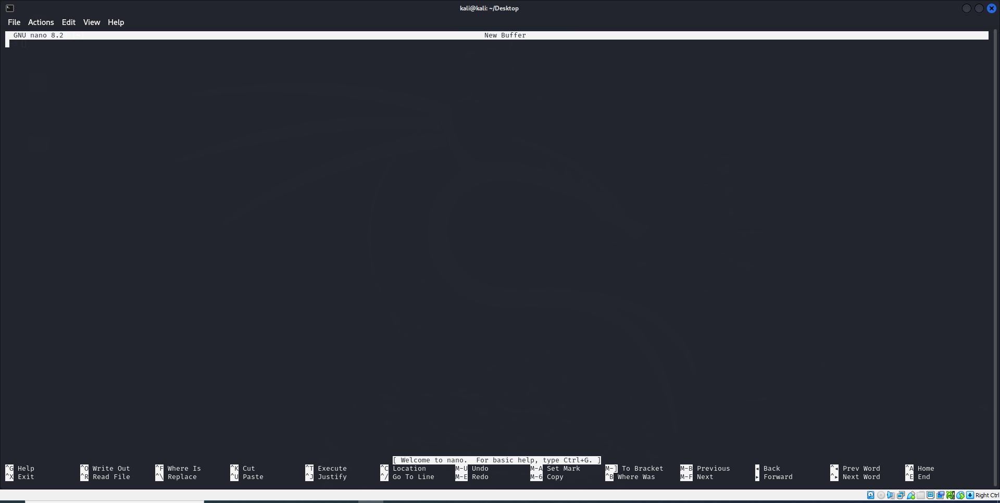 kali@kali: ~/Desktop
File Actions Edit View Help
GNU nano 8.2 New Buffer
[ Welcome to nano.  For basic help, type Ctrl+G. ]
^G Help ^O Write Out ^F Where Is ^K Cut ^T Execute ^C Location M-U Undo M-A Set Mark M-] To Bracket M-B Previous ◂ Back ^◂ Prev Word ^A Home
^X Exit ^R Read File ^\ Replace ^U Paste ^J Justify ^/ Go To Line M-E Redo M-6 Copy ^B Where Was M-F Next ▸ Forward ^▸ Next Word ^E End
Right Ctrl